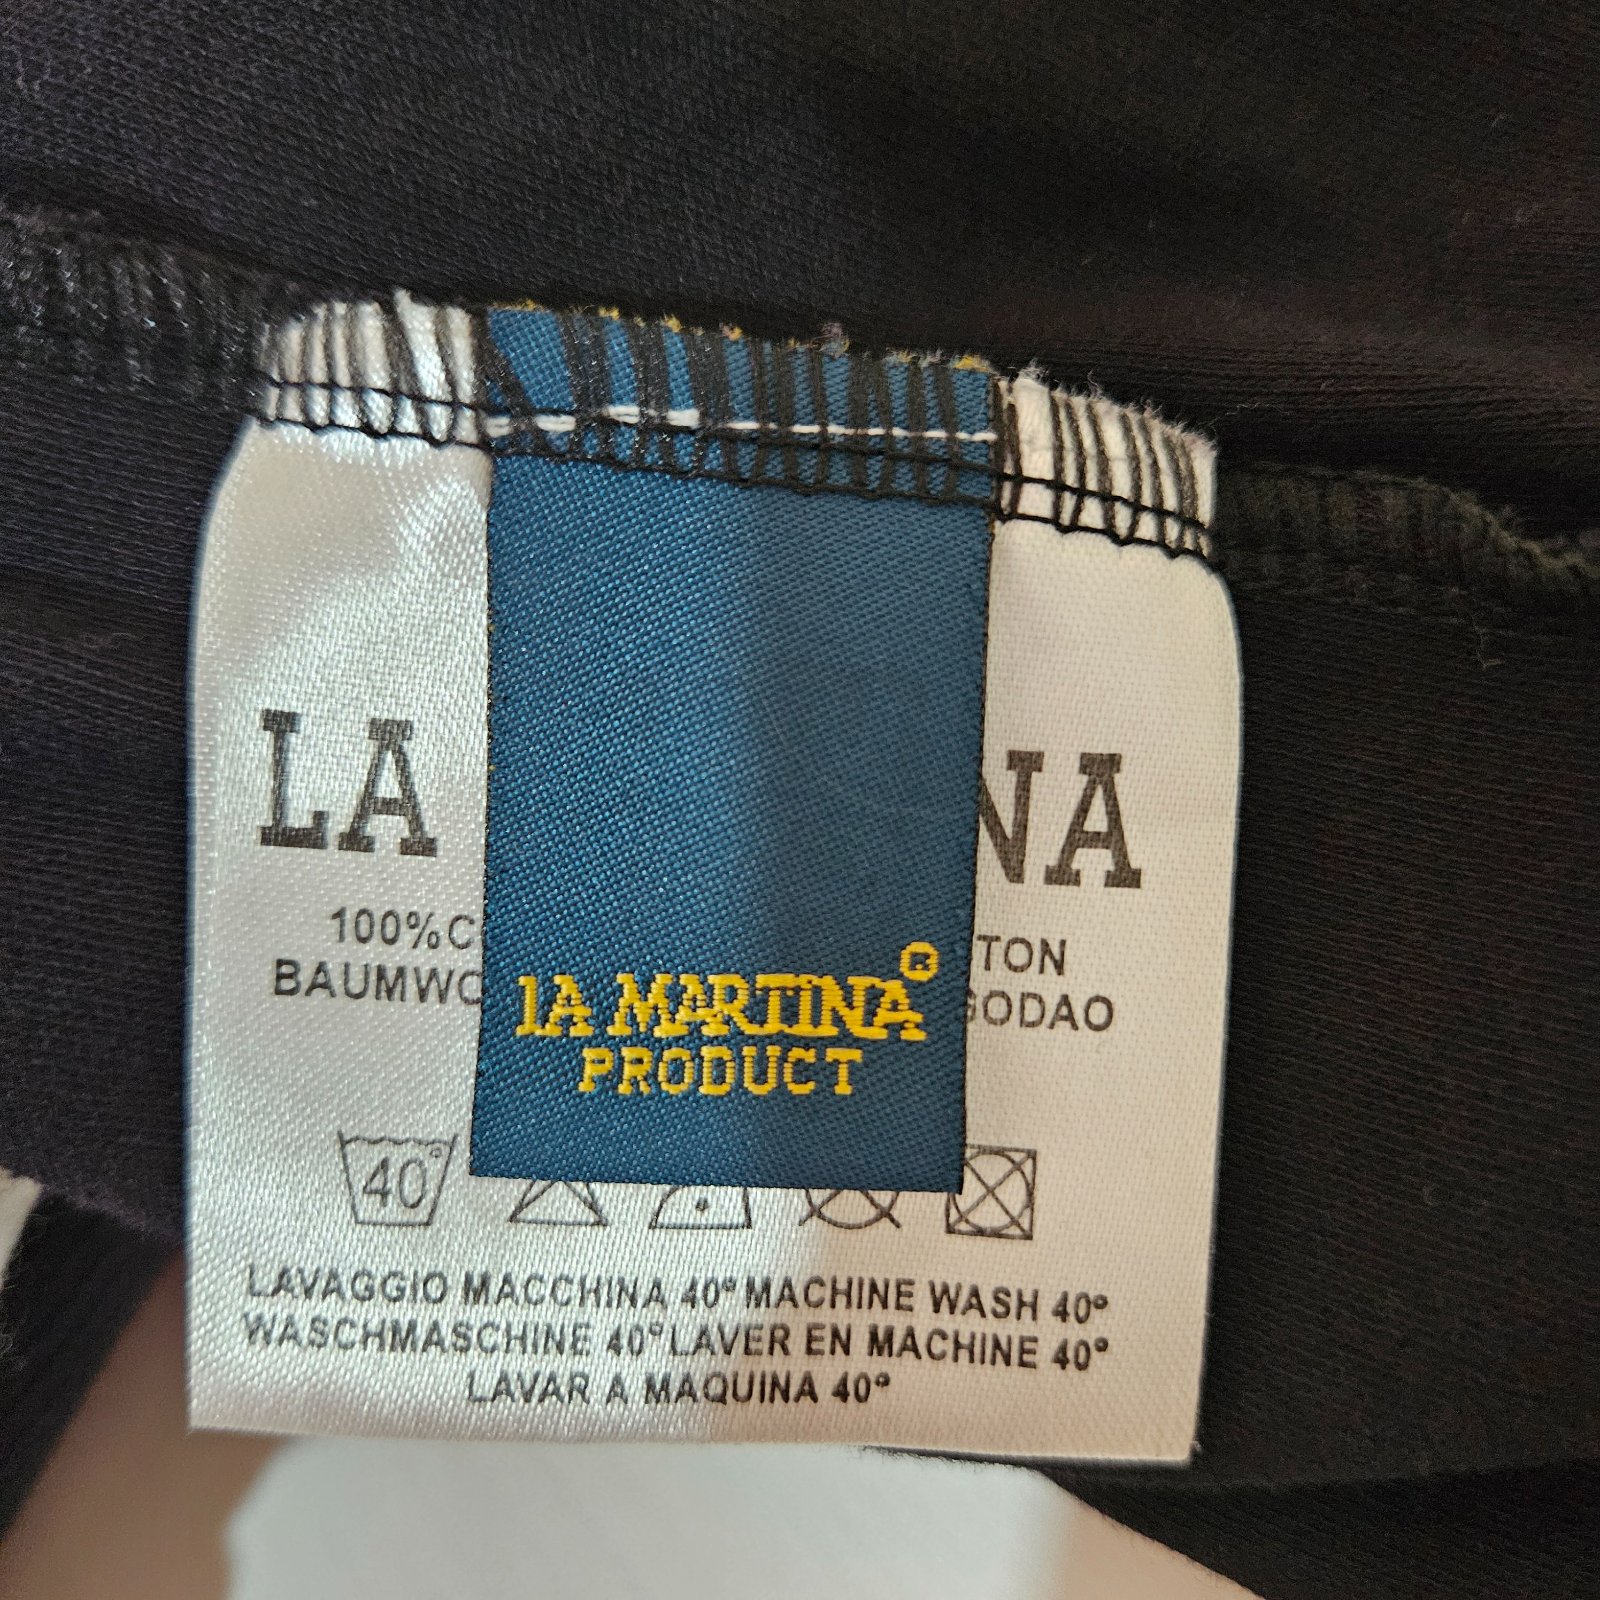 LA NA
100%C TON
BAUMWO GODAO
LA MARTINA®
PRODUCT
40°
LAVAGGIO MACCHINA 40° MACHINE WASH 40°
WASCHMASCHINE 40° LAVER EN MACHINE 40°
LAVAR A MAQUINA 40°